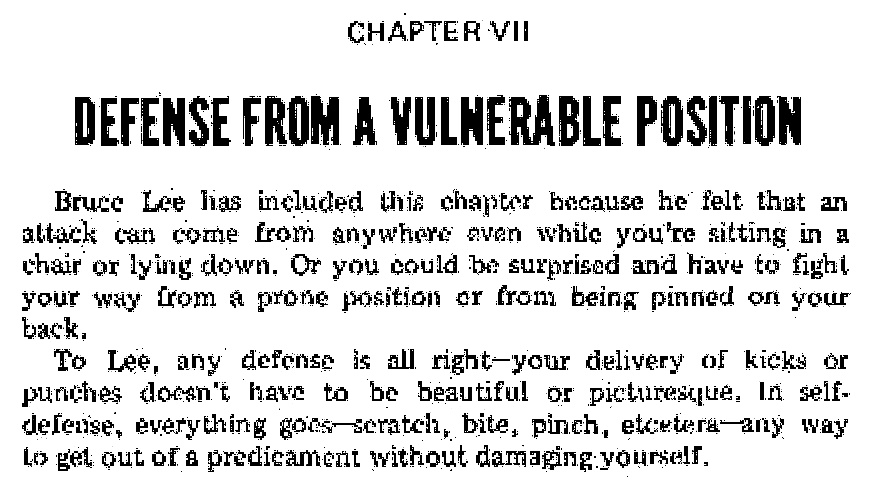 CHAPTER VII
DEFENSE FROM A VULNERABLE POSITION
Bruce Lee has included this chapter because he felt that an
attack can come from anywhere even while you're sitting in a
chair or lying down. Or you could be surprised and have to fight
your way from a prone position or from being pinned on your
back.
To Lee, any defense is all right—your delivery of kicks or
punches doesn't have to be beautiful or picturesque. In self-
defense, everything goes—scratch, bite, pinch, etcetera—any way
to get out of a predicament without damaging yourself.